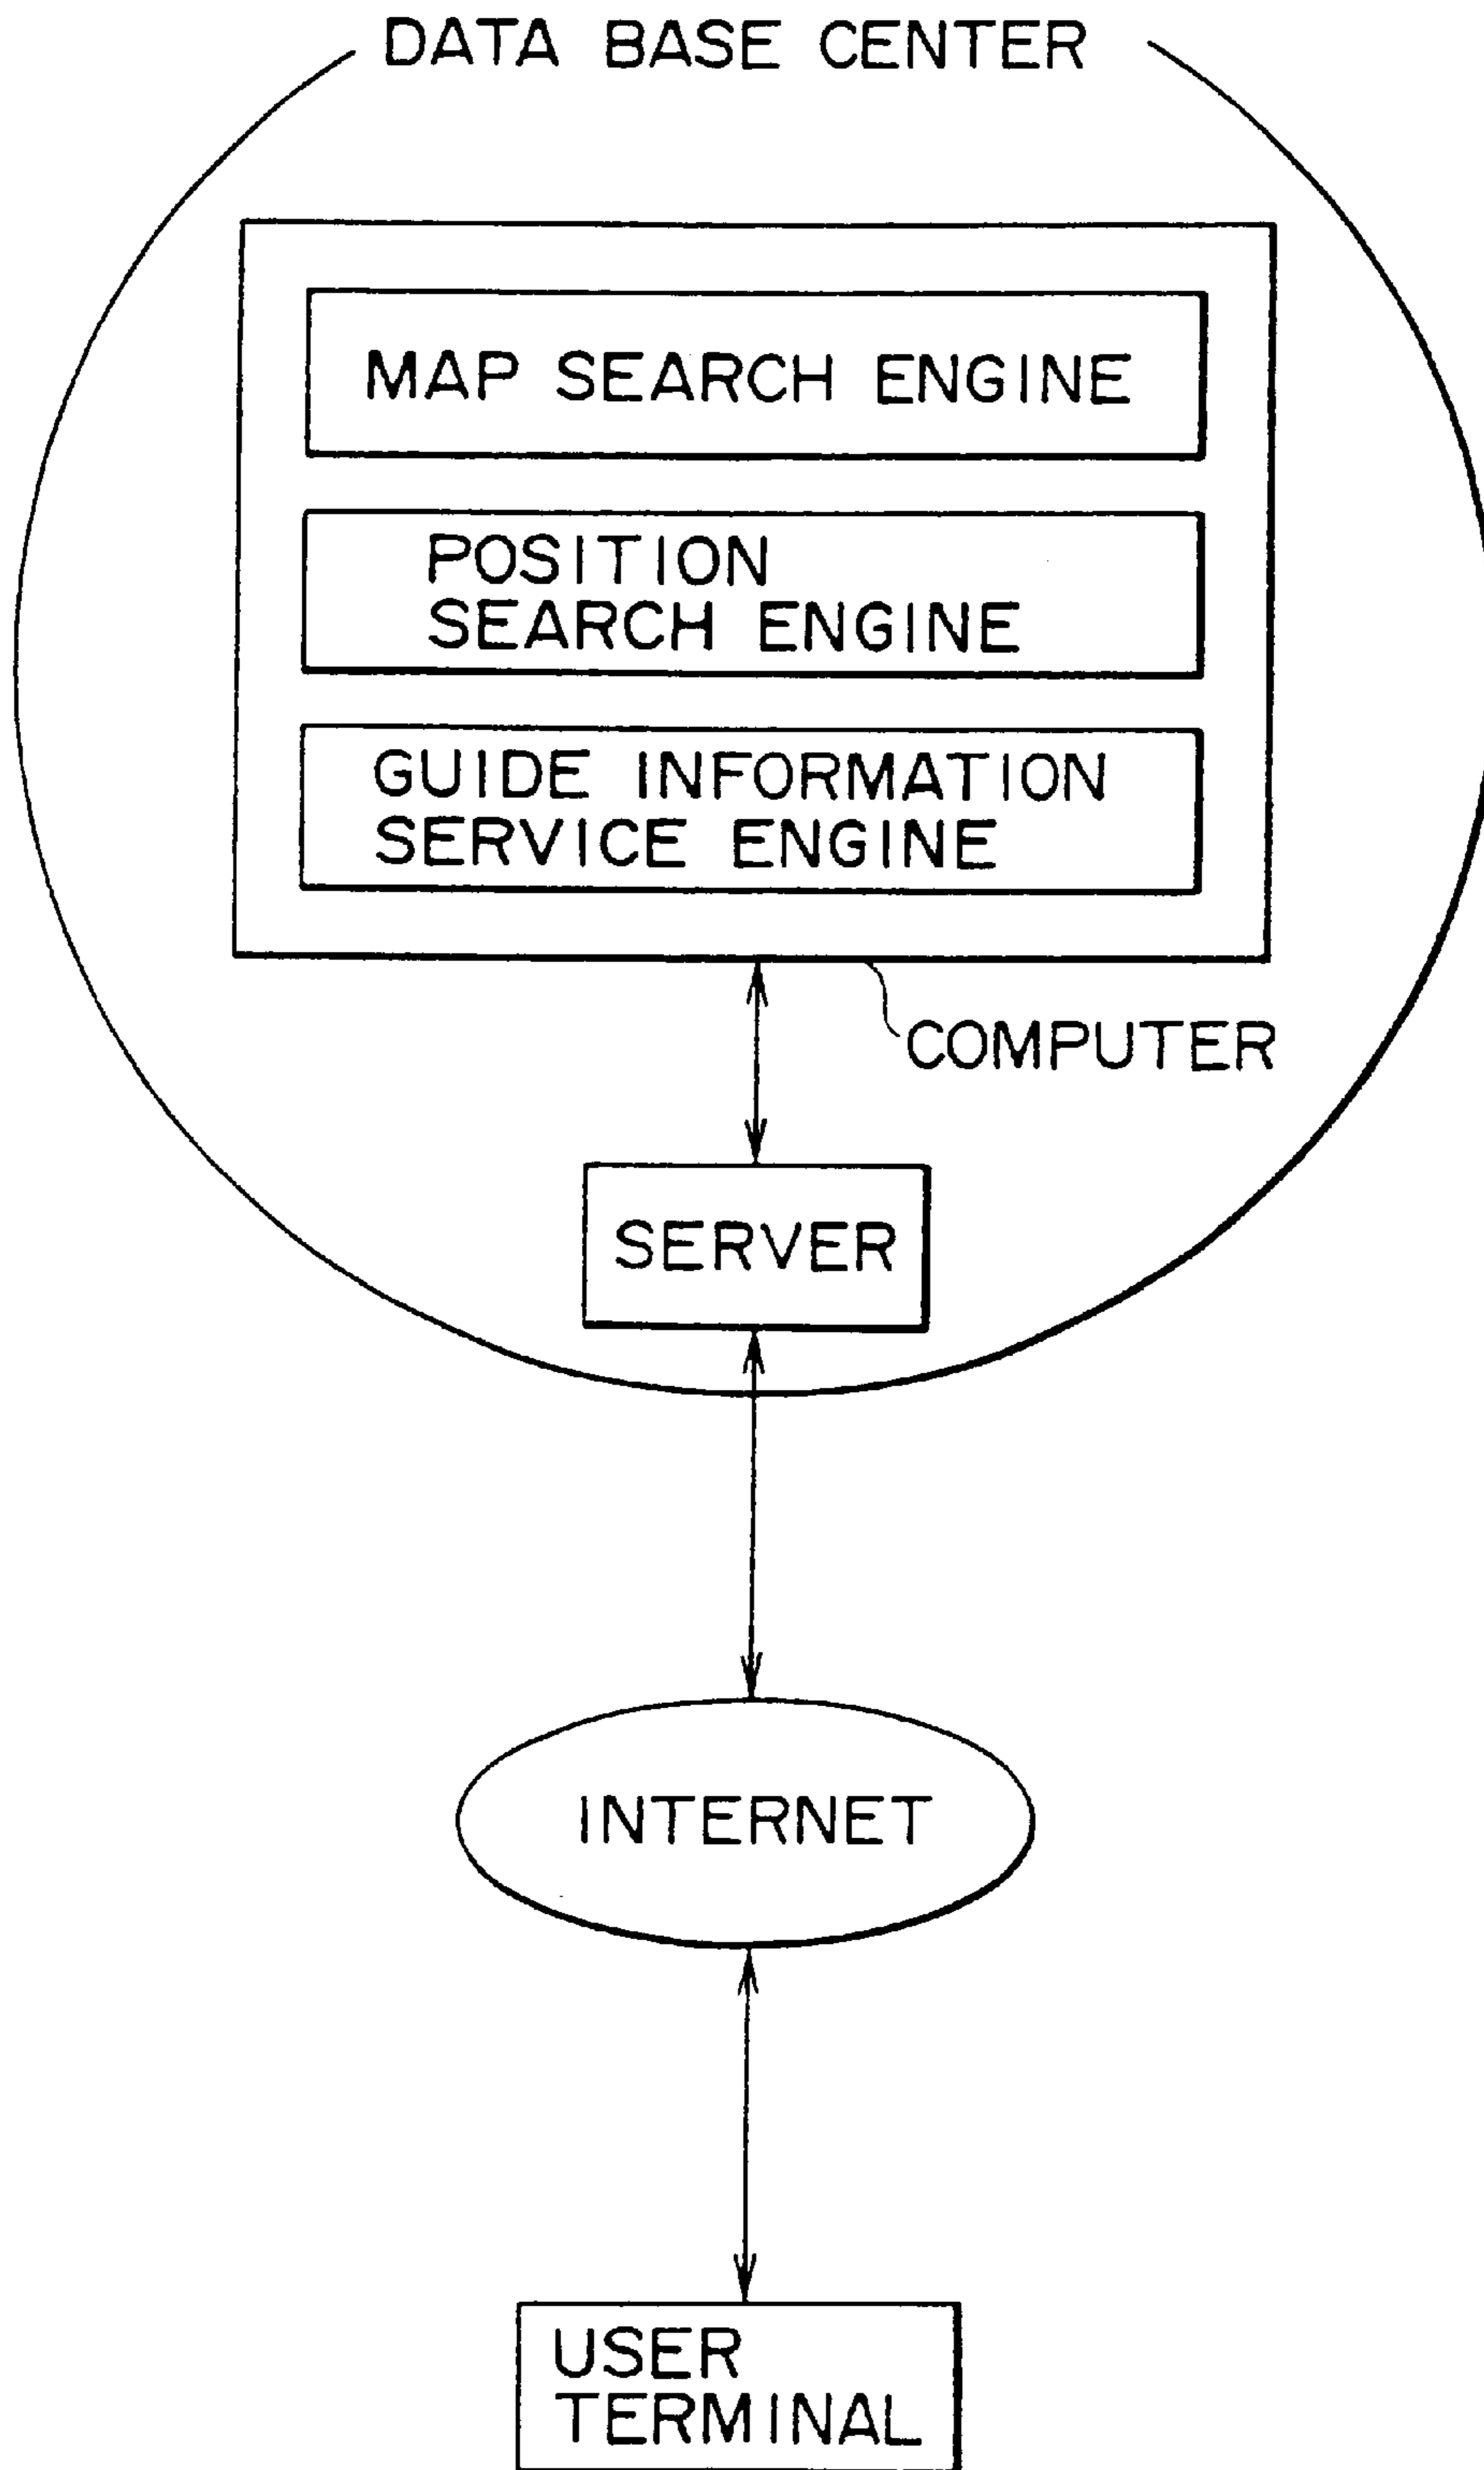 DATA BASE CENTER
MAP SEARCH ENGINE
POSITION
SEARCH ENGINE
GUIDE INFORMATION
SERVICE ENGINE
COMPUTER
SERVER
INTERNET
USER
TERMINAL